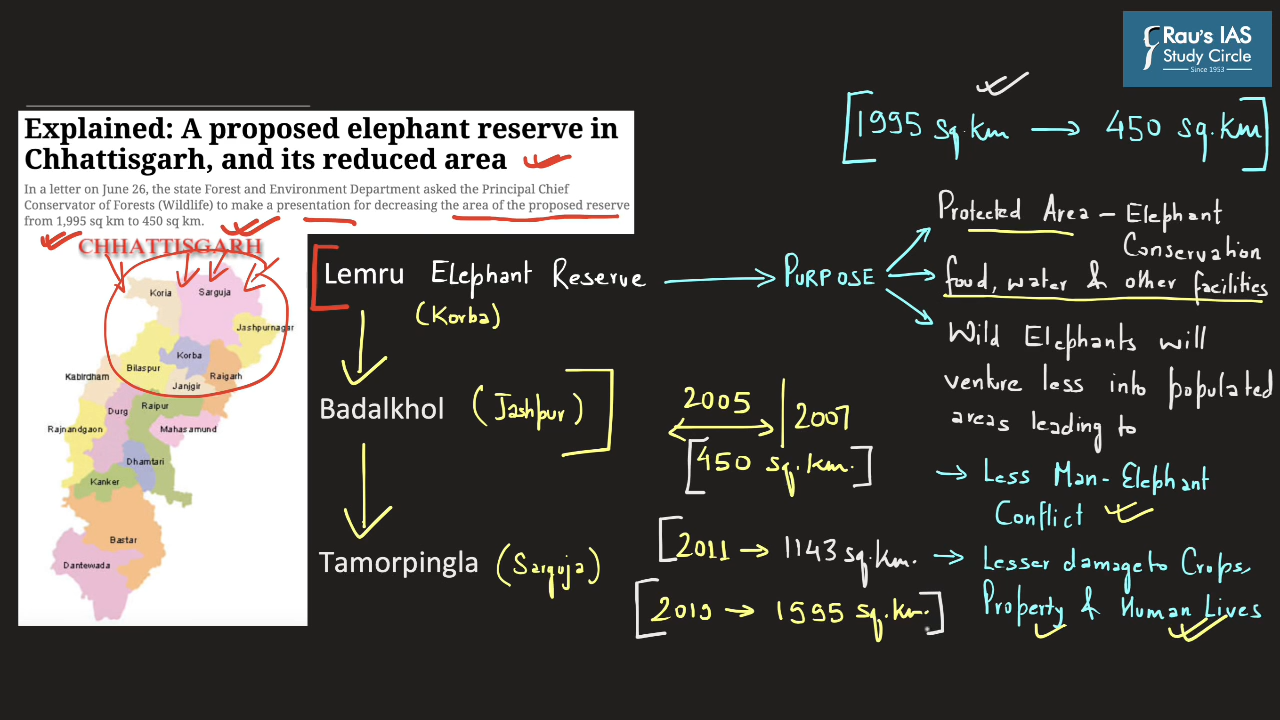 Rau's IAS
Study Circle
Since 1953
1995 sq.km → 450 sq.km
Explained: A proposed elephant reserve in
Chhattisgarh, and its reduced area
In a letter on June 26, the state Forest and Environment Department asked the Principal Chief
Conservator of Forests (Wildlife) to make a presentation for decreasing the area of the proposed reserve
from 1,995 sq km to 450 sq km.
CHHATTISGARH
Koria
Sarguja
Jashpurnagar
Korba
Bilaspur
Kabirdham
Janjgir
Raigarh
Durg
Raipur
Rajnandgaon
Mahasamund
Dhamtari
Kanker
Bastar
Dantewada
Lemru Elephant Reserve → PURPOSE
(Korba)
Badalkhol (Jashpur)
Tamorpingla (Sarguja)
Protected Area – Elephant
Conservation
food, water & other facilities
Wild Elephants will
venture less into populated
areas leading to
→ Less Man-Elephant
Conflict
→ Lesser damage to Crops,
Property & Human Lives
2005 | 2007
[450 sq.km.]
[2011 → 1143 sq.km.
[2019 → 1995 sq.km.]